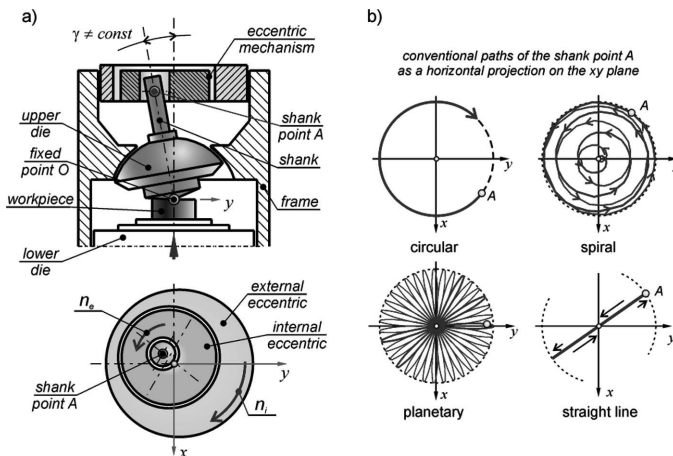 a)
γ ≠ const
eccentric
mechanism
upper
die
fixed
point O
workpiece
lower
die
shank
point A
shank
y
frame
external
eccentric
nₑ
internal
eccentric
y
shank
point A
nᵢ
x
b)
conventional paths of the shank point A
as a horizontal projection on the xy plane
y
A
x
circular
A
y
x
spiral
y
x
planetary
A
y
x
straight line